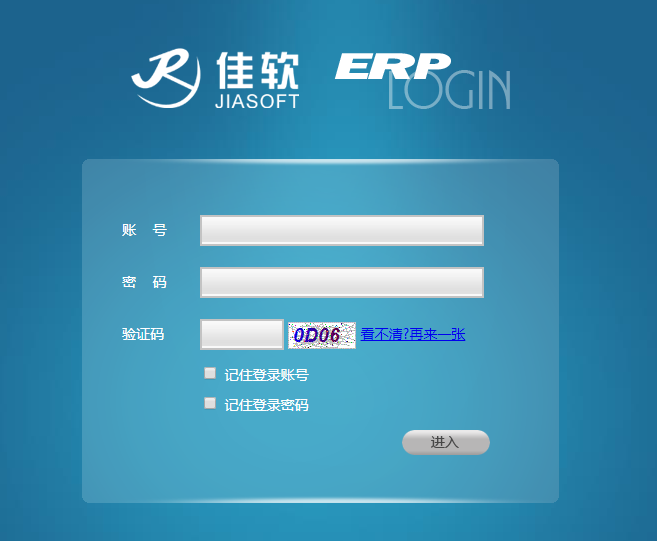 佳软 ERP
JIASOFT LOGIN
账 号
密 码
验证码 0D06 看不清?再来一张
记住登录账号
记住登录密码
进入